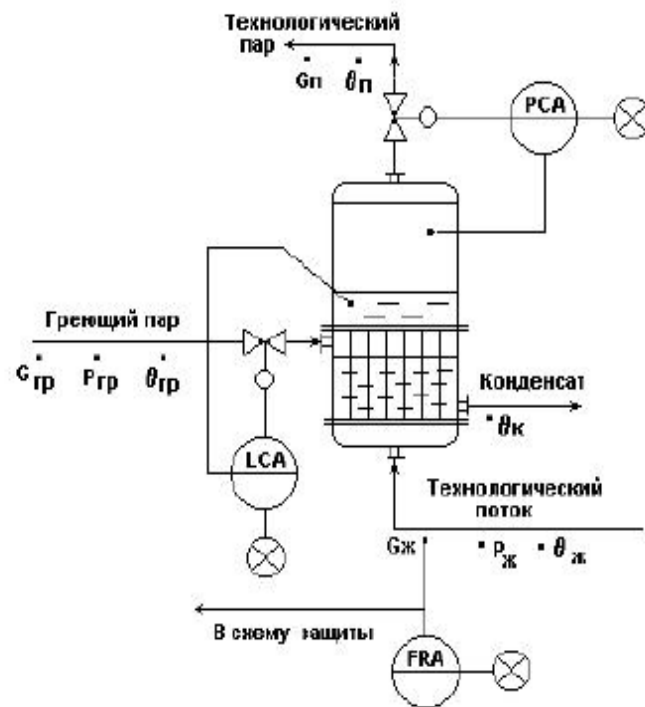 Технологический
пар
Gп θп
PCA
Греющий пар
Gгр Pгр θгр
Конденсат
θк
LCA
Технологический
поток
Gж Pж θж
В схему защиты
FRA